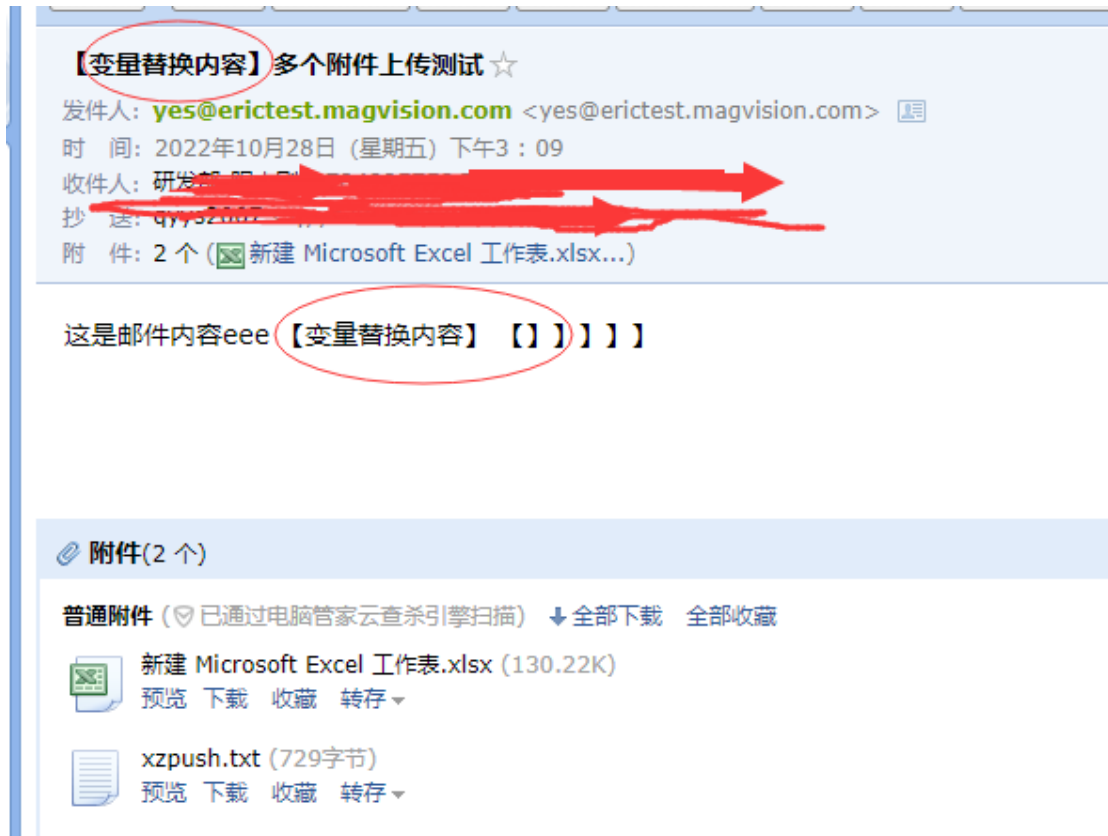 【变量替换内容】多个附件上传测试
发件人: yes@erictest.magvision.com <yes@erictest.magvision.com>
时 间: 2022年10月28日 (星期五) 下午3：09
收件人: 研发部
抄 送:
附 件: 2 个 (新建 Microsoft Excel 工作表.xlsx...)
这是邮件内容eee 【变量替换内容】 【】】】】】
附件(2 个)
普通附件 (已通过电脑管家云查杀引擎扫描) 全部下载 全部收藏
新建 Microsoft Excel 工作表.xlsx (130.22K)
预览 下载 收藏 转存
xzpush.txt (729字节)
预览 下载 收藏 转存